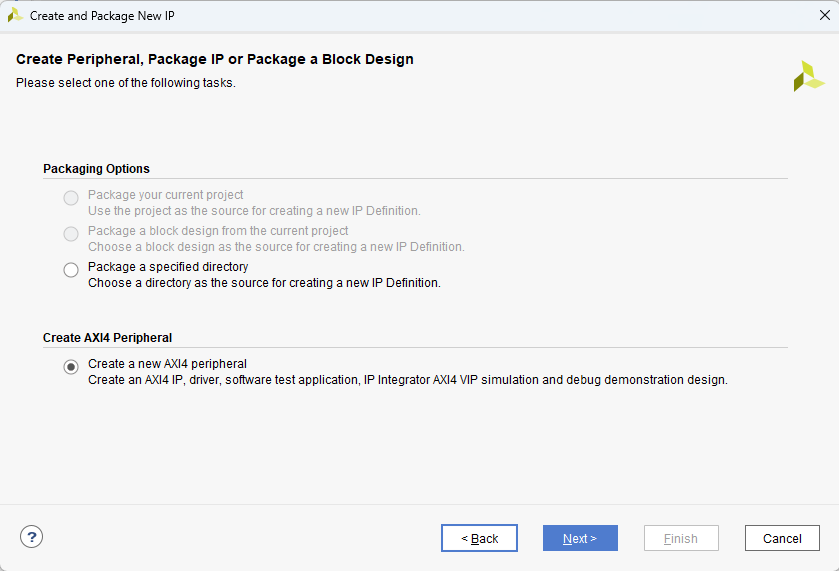 Create and Package New IP
Create Peripheral, Package IP or Package a Block Design
Please select one of the following tasks.
Packaging Options
Package your current project
Use the project as the source for creating a new IP Definition.
Package a block design from the current project
Choose a block design as the source for creating a new IP Definition.
Package a specified directory
Choose a directory as the source for creating a new IP Definition.
Create AXI4 Peripheral
Create a new AXI4 peripheral
Create an AXI4 IP, driver, software test application, IP Integrator AXI4 VIP simulation and debug demonstration design.
? < Back Next > Finish Cancel